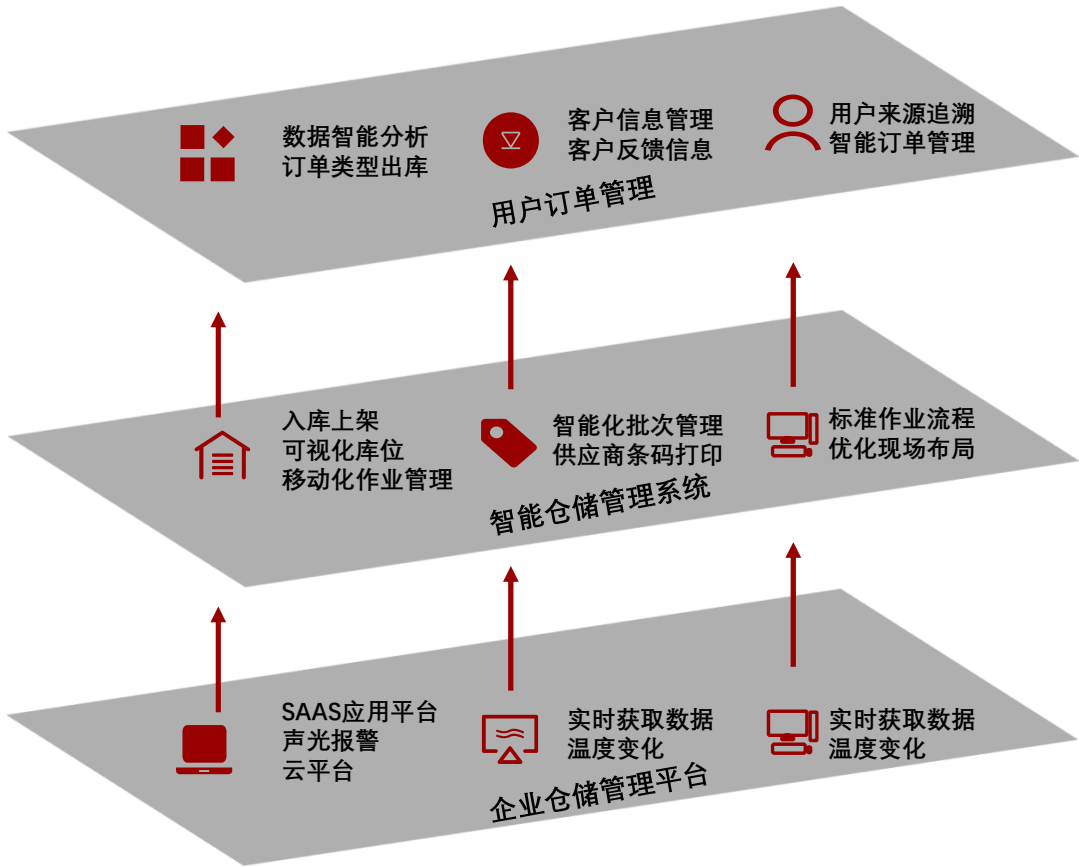 数据智能分析
订单类型出库
客户信息管理
客户反馈信息
用户来源追溯
智能订单管理
用户订单管理
入库上架
可视化库位
移动化作业管理
智能化批次管理
供应商条码打印
标准作业流程
优化现场布局
智能仓储管理系统
SAAS应用平台
声光报警
云平台
实时获取数据
温度变化
实时获取数据
温度变化
企业仓储管理平台